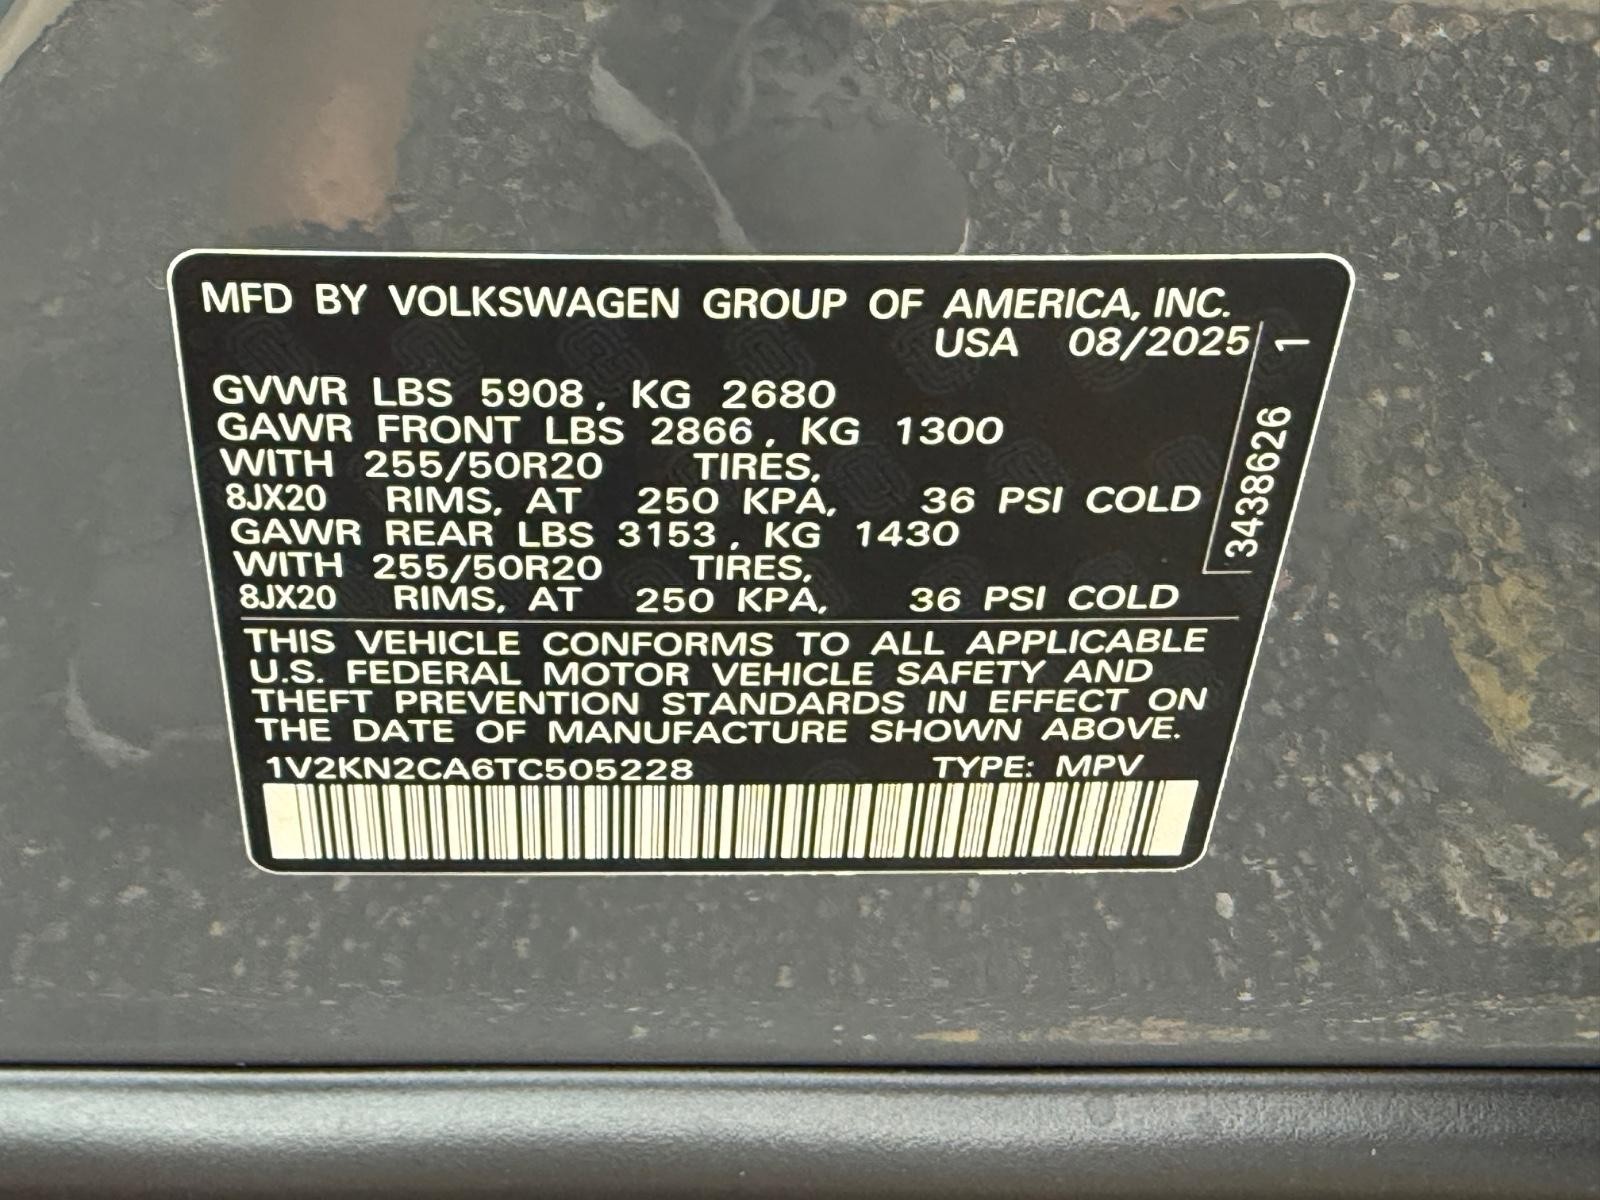 MFD BY VOLKSWAGEN GROUP OF AMERICA, INC.
USA 08/2025
GVWR LBS 5908, KG 2680
GAWR FRONT LBS 2866, KG 1300
WITH 255/50R20 TIRES,
8JX20 RIMS, AT 250 KPA, 36 PSI COLD
GAWR REAR LBS 3153, KG 1430
WITH 255/50R20 TIRES,
8JX20 RIMS, AT 250 KPA, 36 PSI COLD
THIS VEHICLE CONFORMS TO ALL APPLICABLE
U.S. FEDERAL MOTOR VEHICLE SAFETY AND
THEFT PREVENTION STANDARDS IN EFFECT ON
THE DATE OF MANUFACTURE SHOWN ABOVE.
1V2KN2CA6TC505228 TYPE: MPV
3438626 1